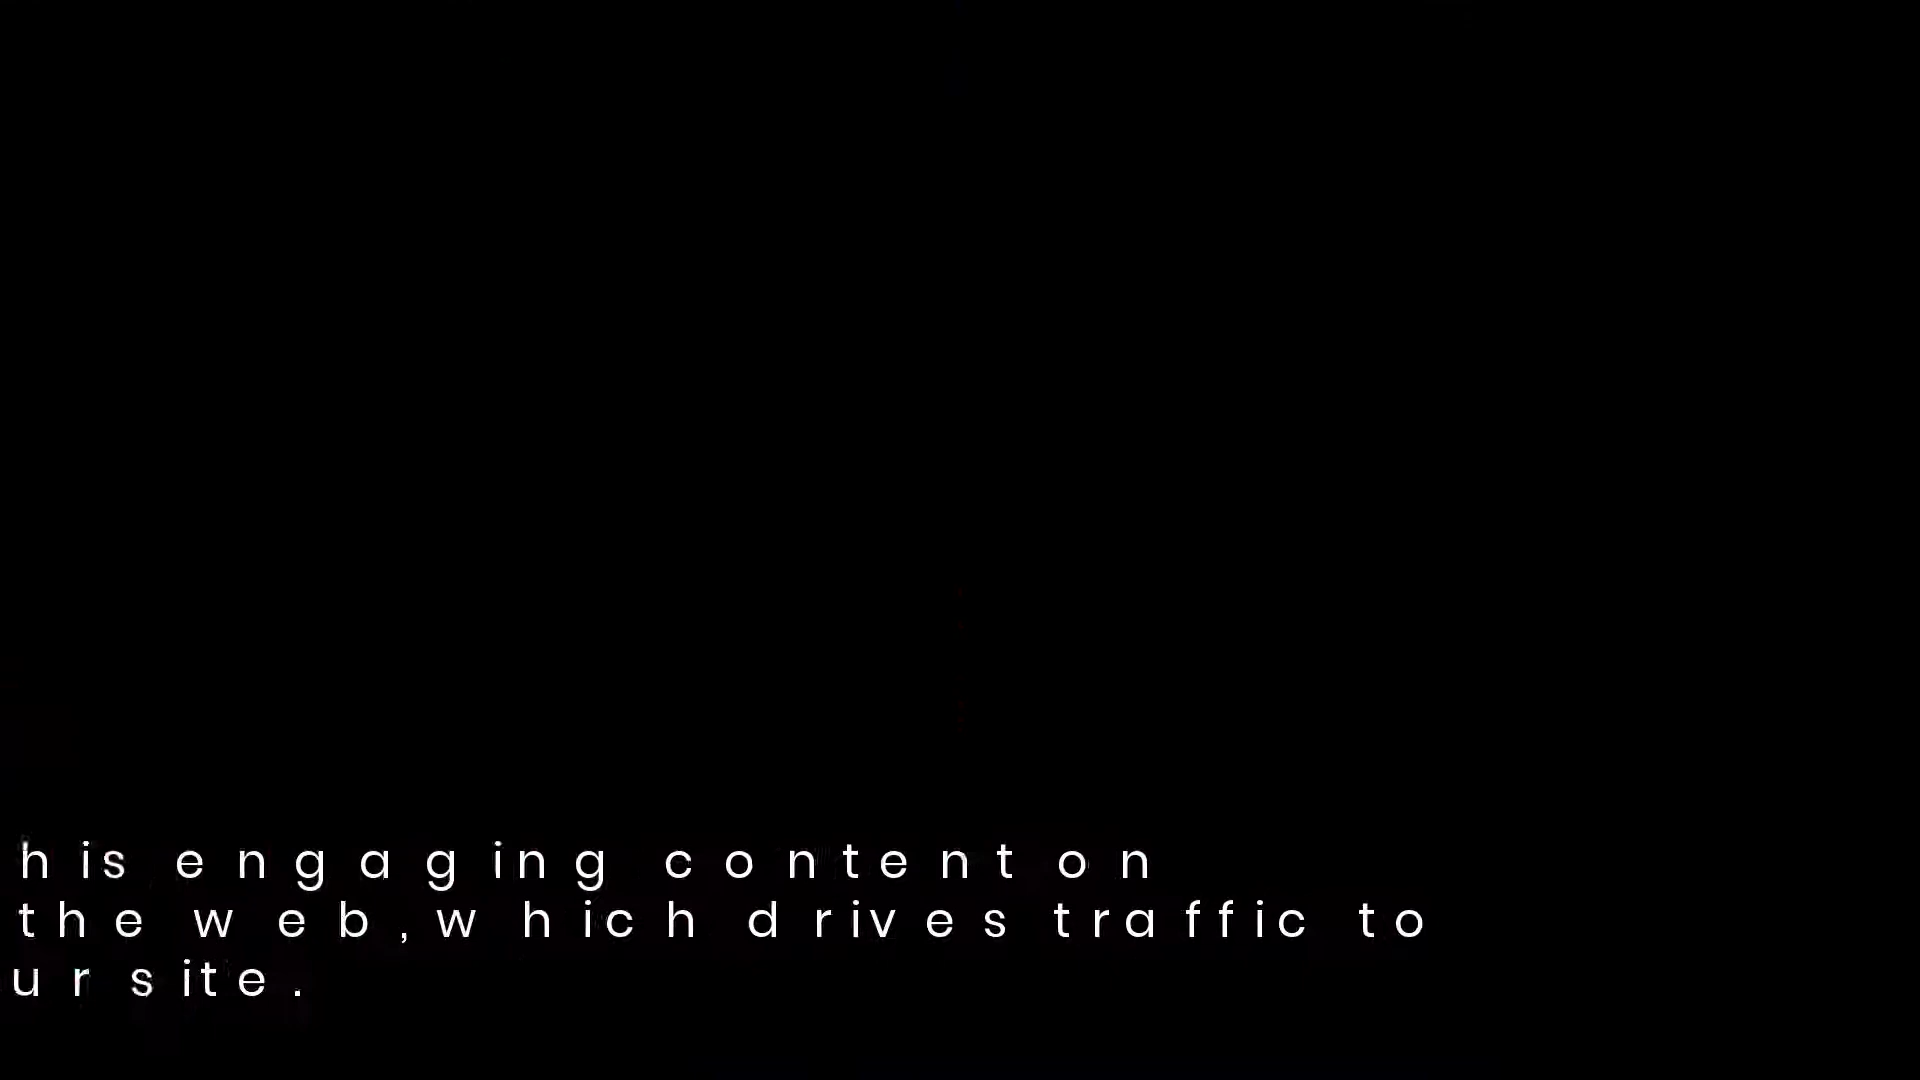 his engaging content on
the web,which drives traffic to
ur site.